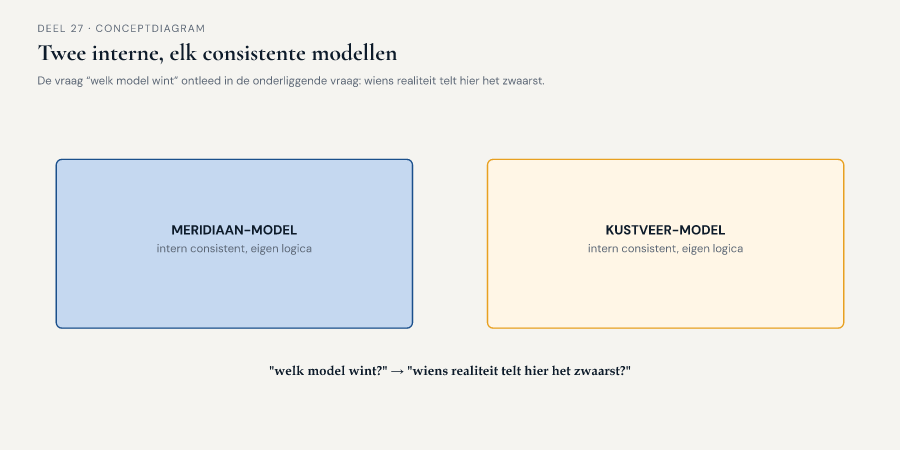 DEEL 27 · CONCEPTDIAGRAM
Twee interne, elk consistente modellen
De vraag “welk model wint” ontleed in de onderliggende vraag: wiens realiteit telt hier het zwaarst.
MERIDIAAN-MODEL
intern consistent, eigen logica
KUSTVEER-MODEL
intern consistent, eigen logica
"welk model wint?" → "wiens realiteit telt hier het zwaarst?"